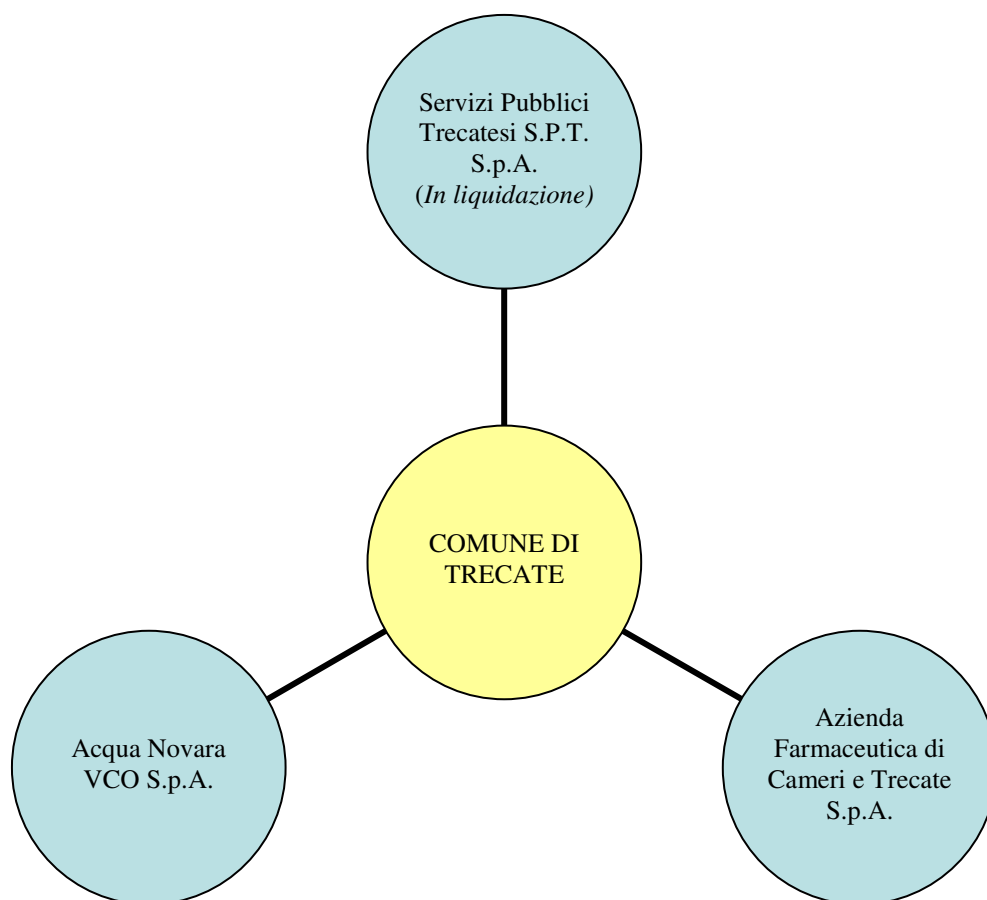 Servizi Pubblici
Trecatesi S.P.T.
S.p.A.
(In liquidazione)
COMUNE DI
TRECATE
Acqua Novara
VCO S.p.A.
Azienda
Farmaceutica di
Cameri e Trecate
S.p.A.